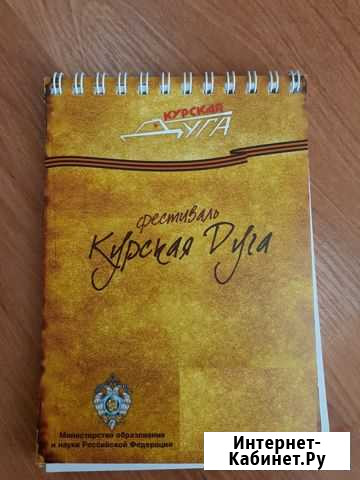 КУРСКАЯ
ДУГА
фестиваль
Курская Дуга
Министерство образования
и науки Российской Федерации
Интернет-
Кабинет.Ру